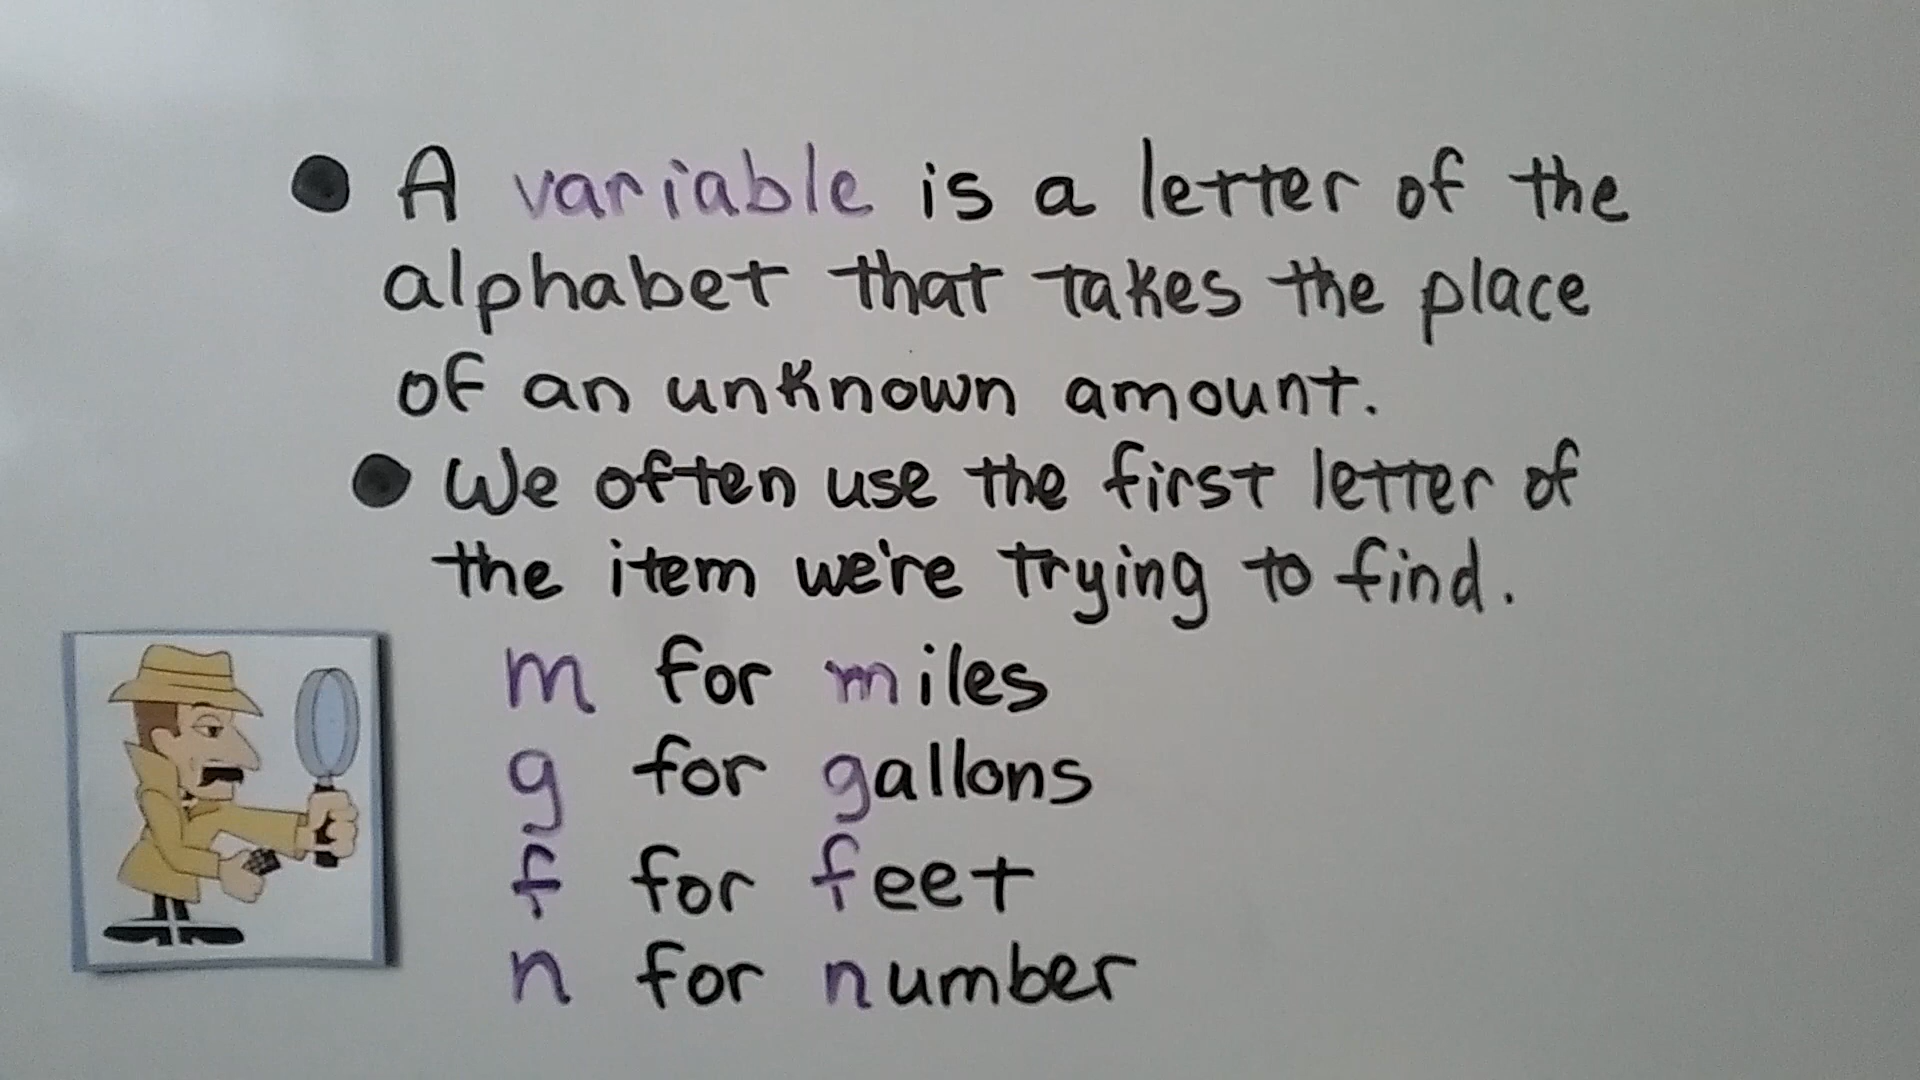 ● A variable is a letter of the
alphabet that takes the place
of an unknown amount.
● We often use the first letter of
the item we're trying to find.
m for miles
g for gallons
f for feet
n for number